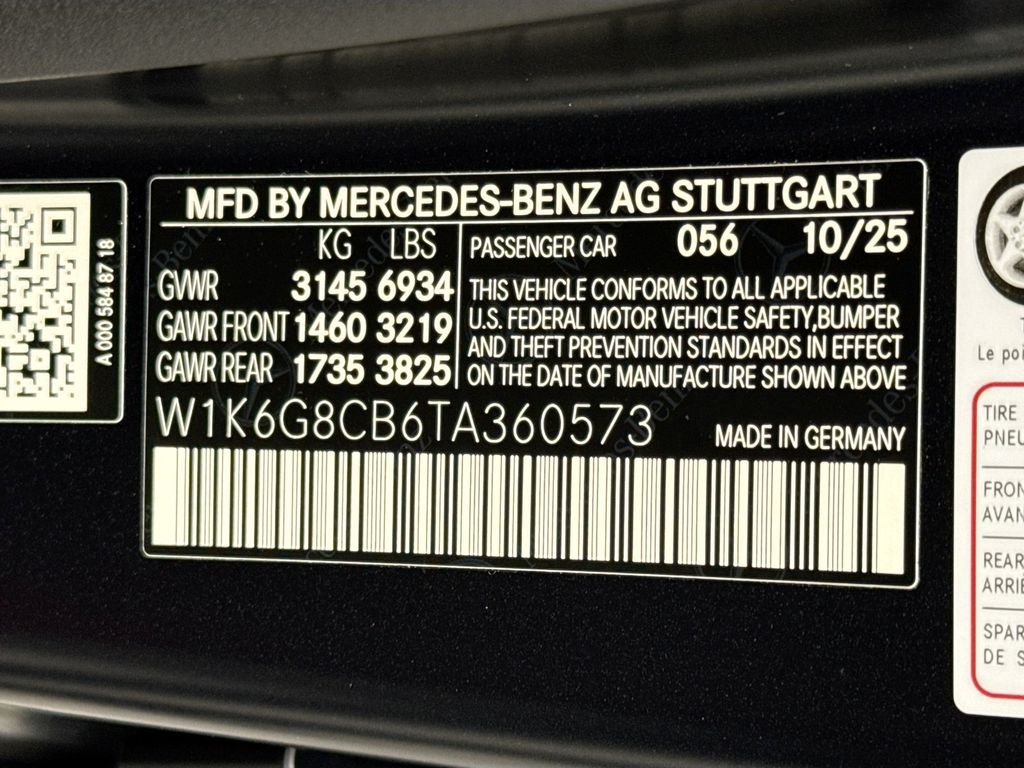 A 000 584 87 18
MFD BY MERCEDES-BENZ AG STUTTGART
KG LBS
GVWR 3145 6934
GAWR FRONT 1460 3219
GAWR REAR 1735 3825
PASSENGER CAR 056 10/25
THIS VEHICLE CONFORMS TO ALL APPLICABLE
U.S. FEDERAL MOTOR VEHICLE SAFETY,BUMPER
AND THEFT PREVENTION STANDARDS IN EFFECT
ON THE DATE OF MANUFACTURE SHOWN ABOVE
W1K6G8CB6TA360573
MADE IN GERMANY
Le poi
TIRE
PNEU
FRON
AVAN
REAR
ARRIÈ
SPAR
DE S